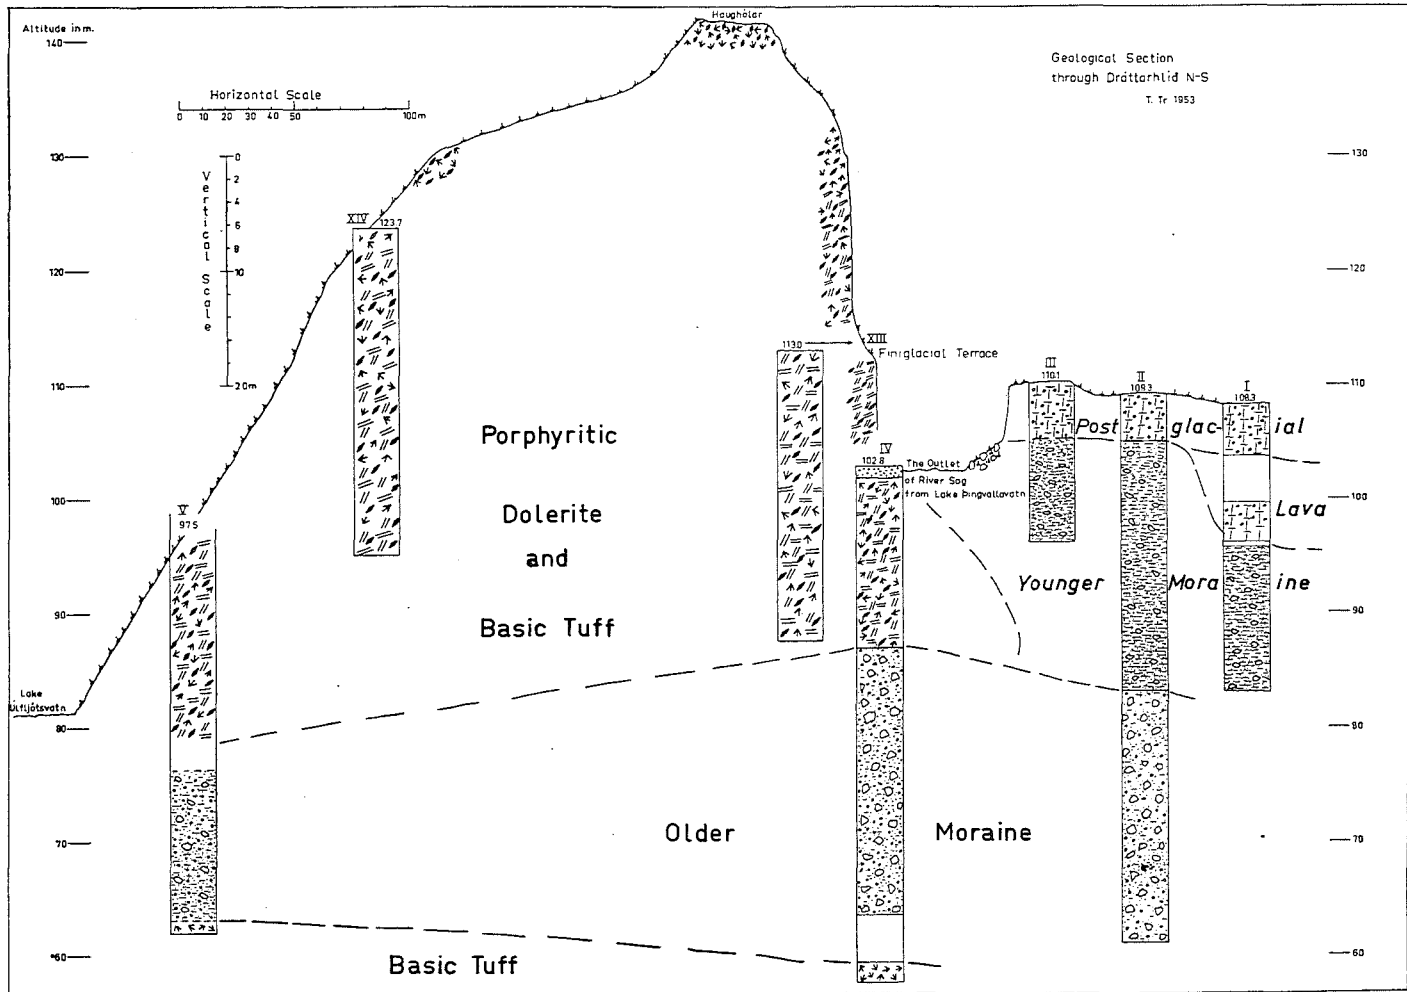 Altitude in m.
140
Haughólar
Geological Section
through Dráttarhlid N-S
T. Tr 1953
Horizontal Scale
0 10 20 30 40 50 100m
130
130
Vertical Scale
0
2
4
6
8
10
20m
XIV
123.7
120
120
113.0
XIII
Finiglacial Terrace
110
110
III
110.1
II
109.3
I
108.3
Porphyritic
Dolerite
and
Basic Tuff
Post glac- ial
Lava
IV
102.8
The Outlet
of River Sog
from Lake Þingvallavatn
100
100
V
97.5
90
90
Younger Mora ine
Lake
Úlfljótsvatn
80
80
70
70
Older Moraine
60
60
Basic Tuff